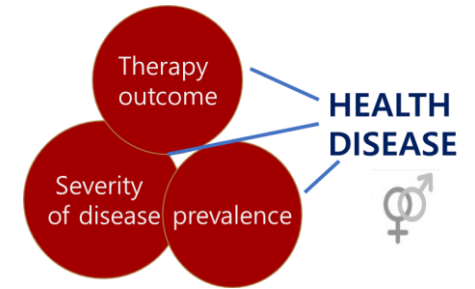 Therapy
outcome
Severity
of disease
prevalence
HEALTH
DISEASE